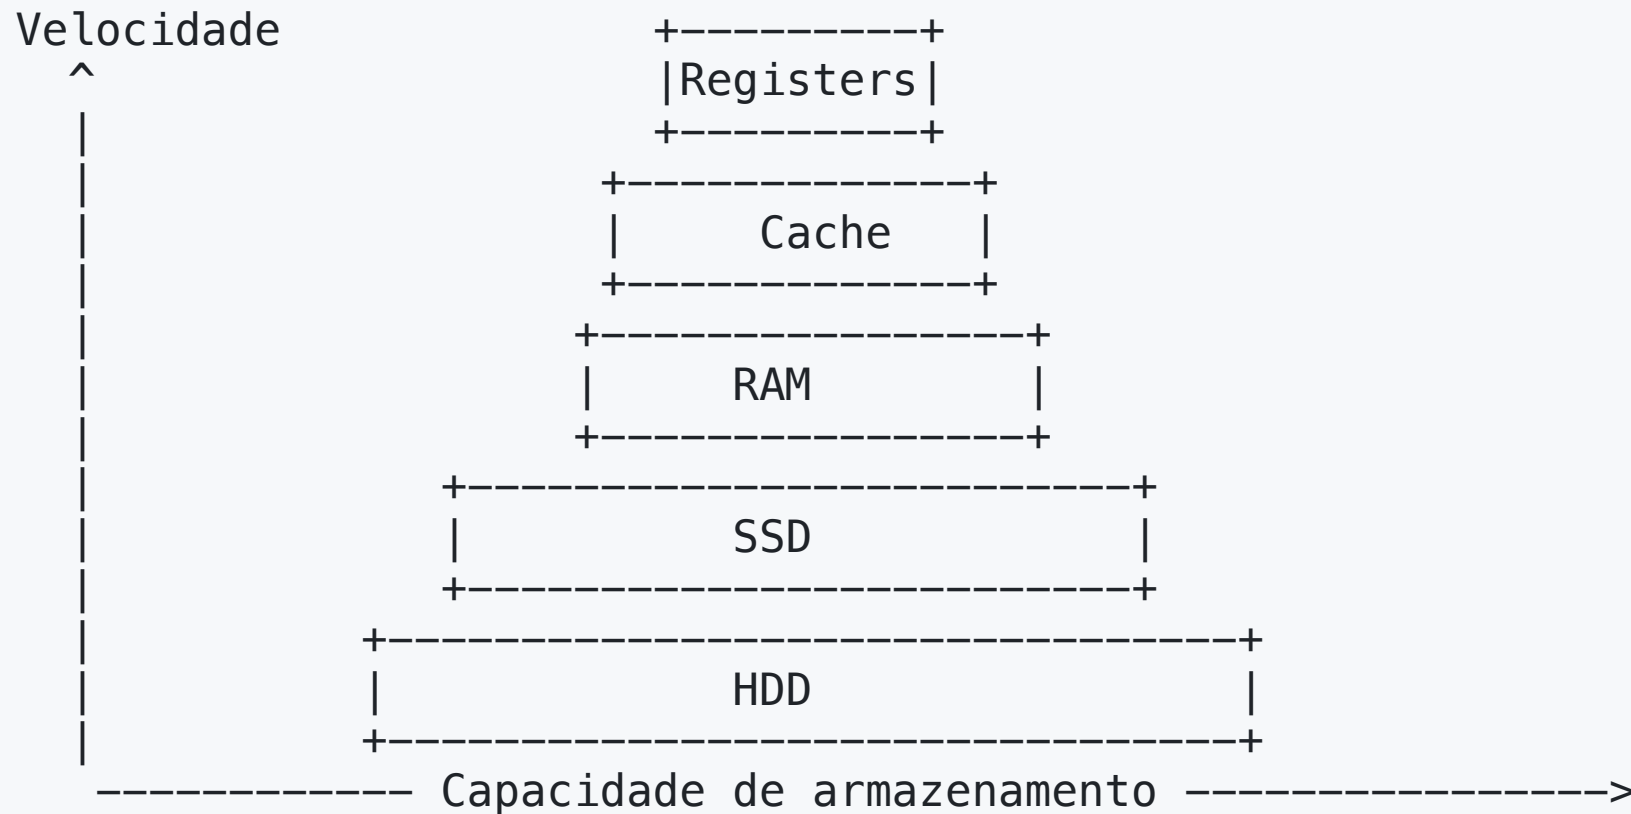 Velocidade
Registers
Cache
RAM
SSD
HDD
Capacidade de armazenamento